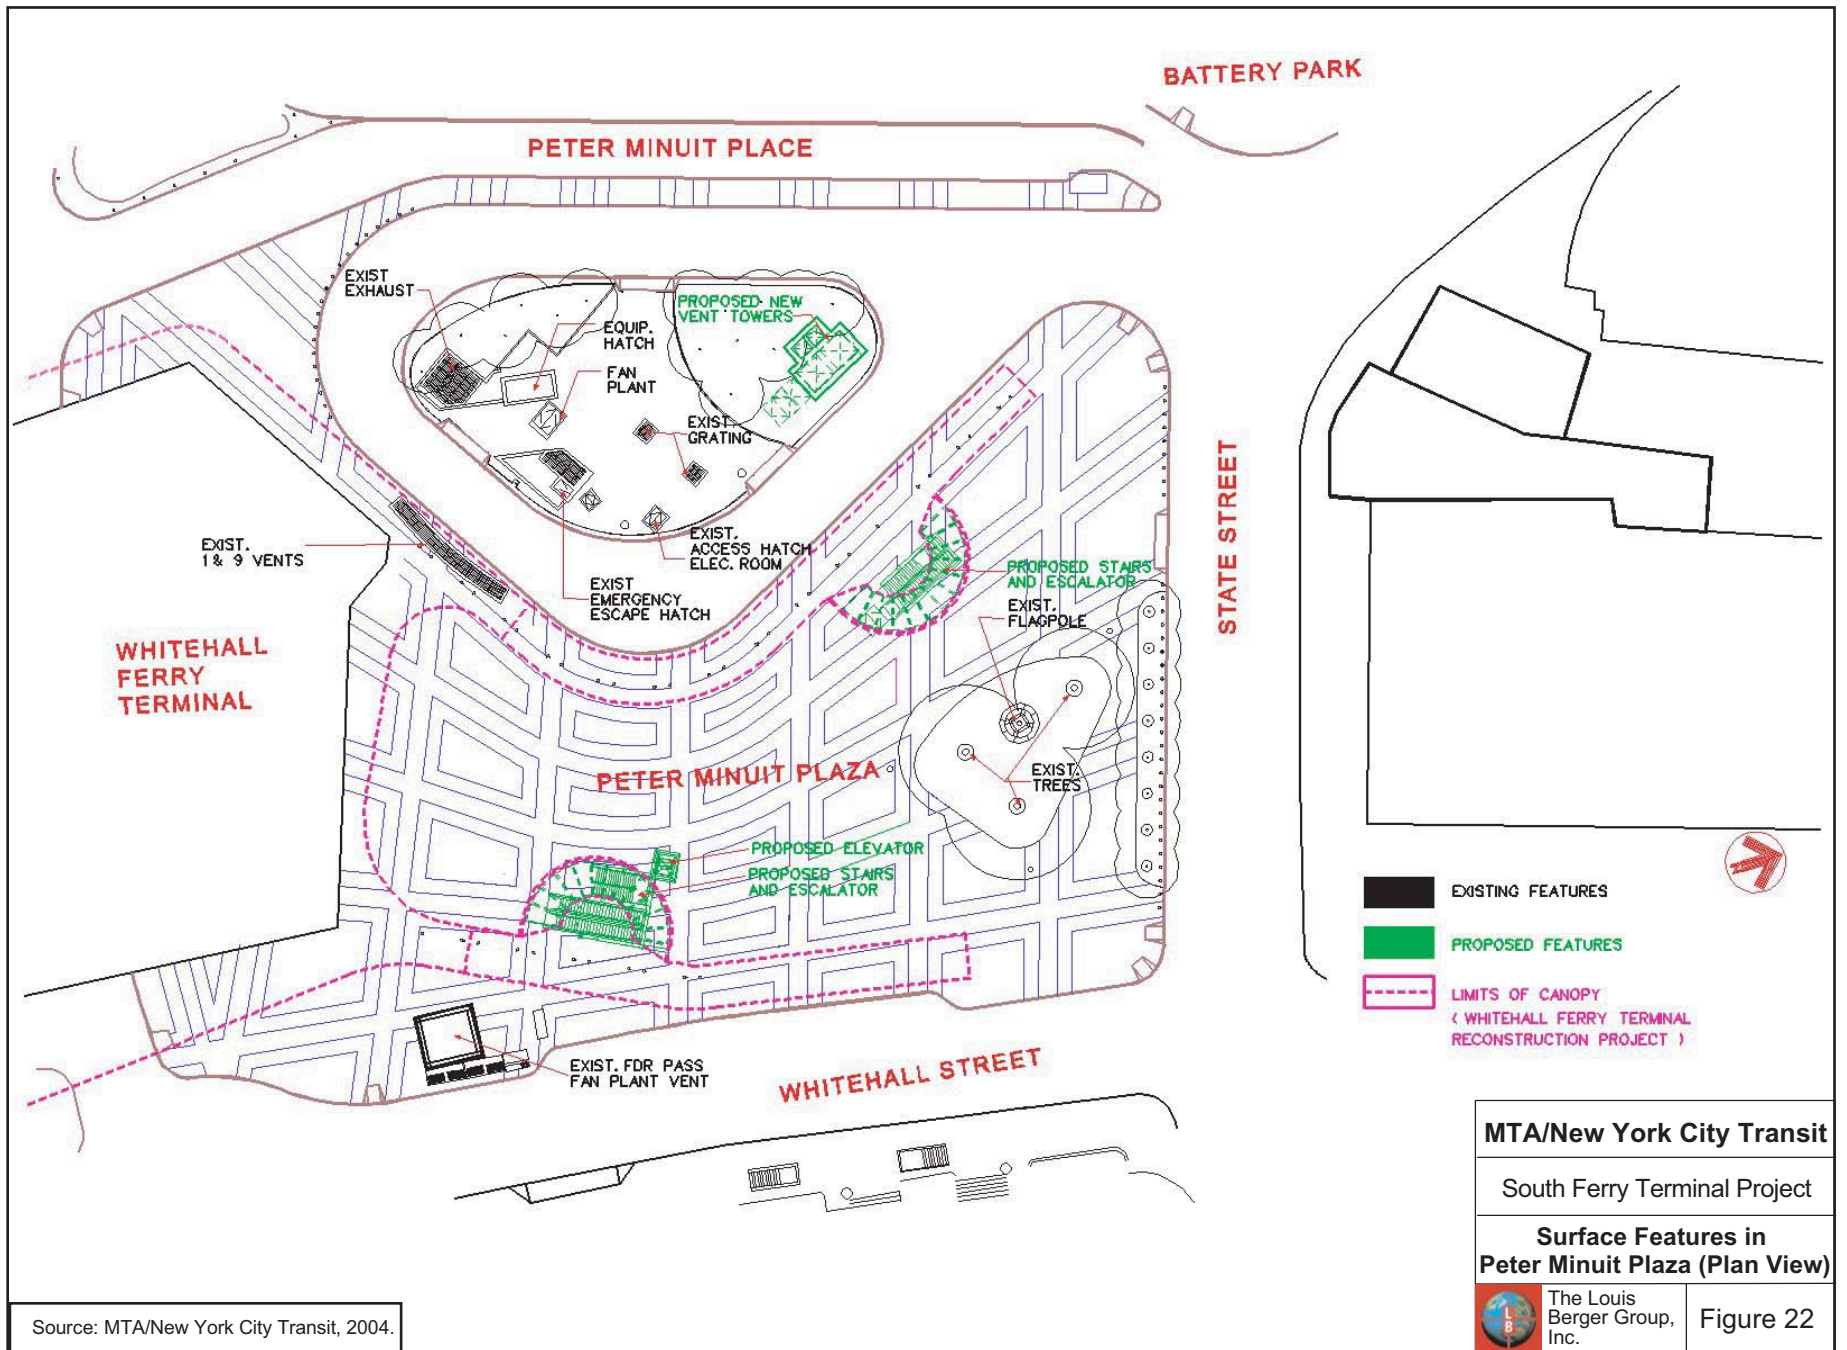 BATTERY PARK
PETER MINUIT PLACE
EXIST
EXHAUST
EQUIP.
HATCH
FAN
PLANT
PROPOSED NEW
VENT TOWERS
EXIST.
GRATING
EXIST.
1 & 9 VENTS
EXIST
EMERGENCY
ESCAPE HATCH
EXIST.
ACCESS HATCH
ELEC. ROOM
PROPOSED STAIRS
AND ESCALATOR
EXIST.
FLAGPOLE
STATE STREET
WHITEHALL
FERRY
TERMINAL
PETER MINUIT PLAZA
EXIST.
TREES
PROPOSED ELEVATOR
PROPOSED STAIRS
AND ESCALATOR
EXIST. FDR PASS
FAN PLANT VENT
WHITEHALL STREET
EXISTING FEATURES
PROPOSED FEATURES
LIMITS OF CANOPY
( WHITEHALL FERRY TERMINAL
RECONSTRUCTION PROJECT )
MTA/New York City Transit
South Ferry Terminal Project
Surface Features in
Peter Minuit Plaza (Plan View)
L
B
The Louis
Berger Group,
Inc.
Figure 22
Source: MTA/New York City Transit, 2004.